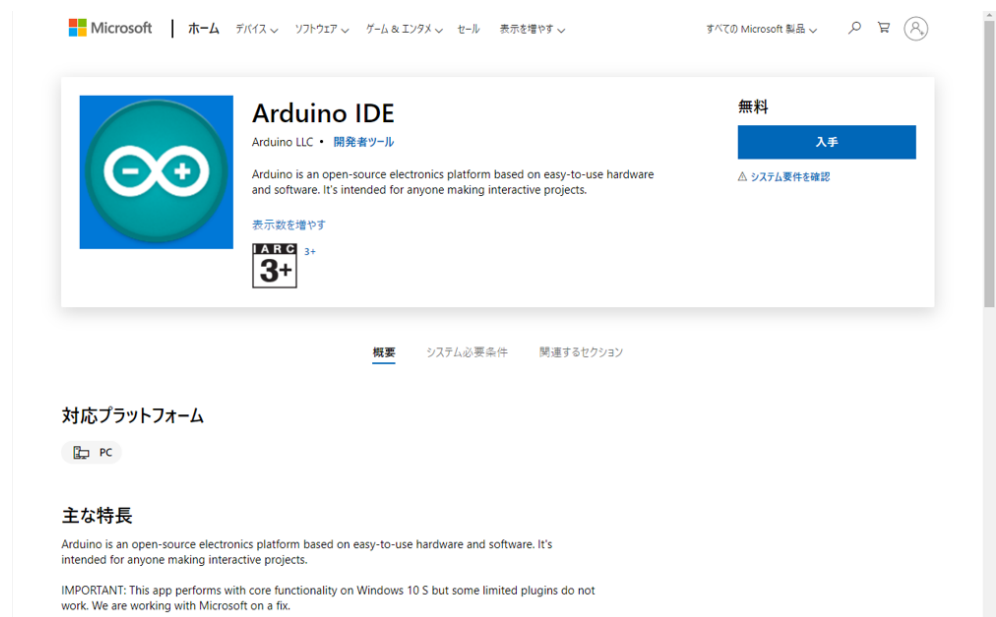 Microsoft ホーム デバイス ソフトウェア ゲーム & エンタメ セール 表示を増やす すべての Microsoft 製品
Arduino IDE
Arduino LLC • 開発者ツール
Arduino is an open-source electronics platform based on easy-to-use hardware
and software. It's intended for anyone making interactive projects.
表示数を増やす
IARC
3+
3+
無料
入手
システム要件を確認
概要 システム必要条件 関連するセクション
対応プラットフォーム
PC
主な特長
Arduino is an open-source electronics platform based on easy-to-use hardware and software. It's
intended for anyone making interactive projects.
IMPORTANT: This app performs with core functionality on Windows 10 S but some limited plugins do not
work. We are working with Microsoft on a fix.